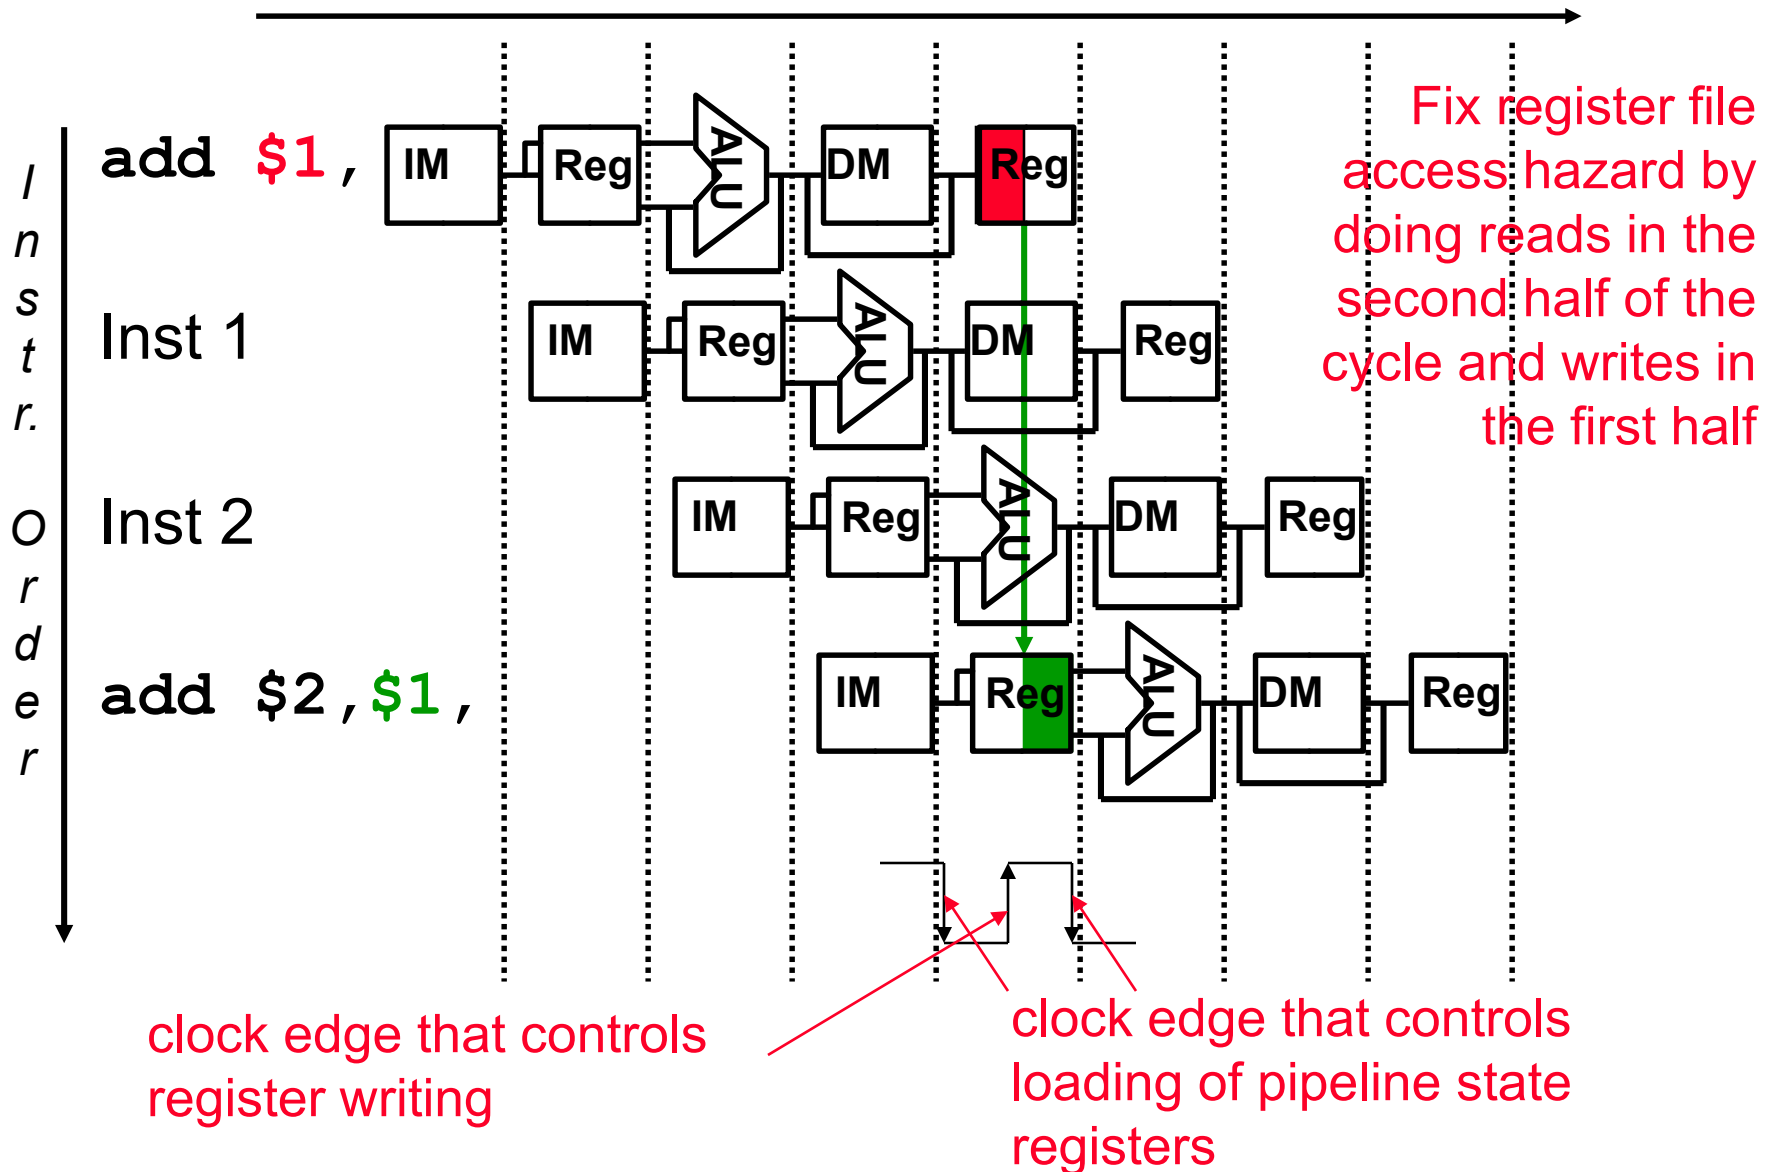 Instr. Order
add $1,
IM
Reg
ALU
DM
Reg
Fix register file
access hazard by
doing reads in the
second half of the
cycle and writes in
the first half
Inst 1
IM
Reg
ALU
DM
Reg
Inst 2
IM
Reg
ALU
DM
Reg
add $2,$1,
IM
Reg
ALU
DM
Reg
clock edge that controls
register writing
clock edge that controls
loading of pipeline state
registers